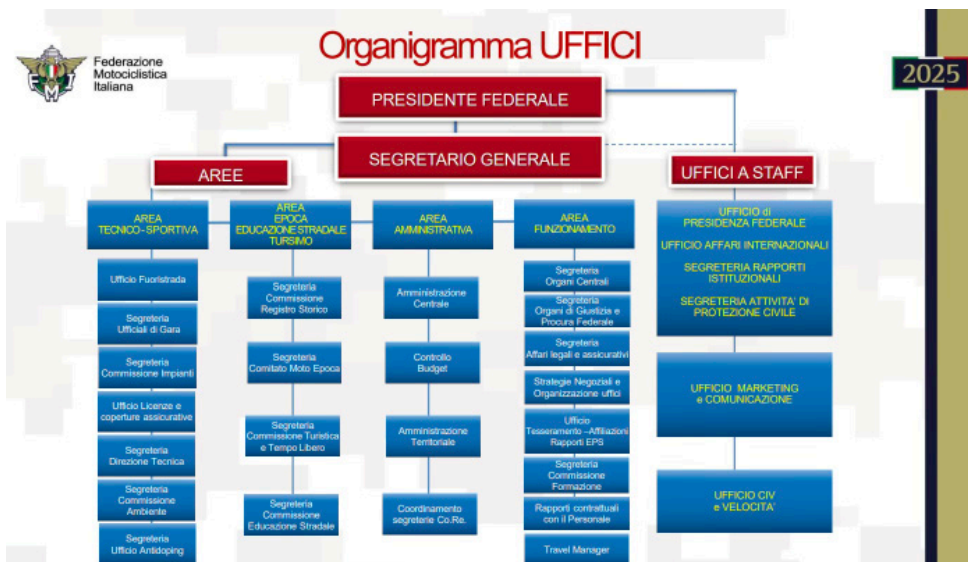 Organigramma UFFICI
Federazione
Motociclistica
Italiana
FMI
2025
PRESIDENTE FEDERALE
SEGRETARIO GENERALE
AREE
UFFICI A STAFF
AREA
TECNICO-SPORTIVA
Ufficio Fuoristrada
Segreteria
Ufficiali di Gara
Segreteria
Commissione Impianti
Ufficio Licenze e
coperture assicurative
Segreteria
Direzione Tecnica
Segreteria
Commissione
Ambiente
Segreteria
Ufficio Antidoping
AREA
EPOCA
EDUCAZIONE STRADALE
TURSIMO
Segreteria
Commissione
Registro Storico
Segreteria
Comitato Moto Epoca
Segreteria
Commissione Turistica
e Tempo Libero
Segreteria
Commissione
Educazione Stradale
AREA
AMMINISTRATIVA
Amministrazione
Centrale
Controllo
Budget
Amministrazione
Territoriale
Coordinamento
segreterie Co.Re.
AREA
FUNZIONAMENTO
Segreteria
Organi Centrali
Segreteria
Organi di Giustizia e
Procura Federale
Segreteria
Affari legali e assicurativi
Strategie Negoziali e
Organizzazione uffici
Ufficio
Tesseramento –Affiliazioni
Rapporti EPS
Segreteria
Commissione
Formazione
Rapporti contrattuali
con il Personale
Travel Manager
UFFICIO di
PRESIDENZA FEDERALE
UFFICIO AFFARI INTERNAZIONALI
SEGRETERIA RAPPORTI
ISTITUZIONALI
SEGRETERIA ATTIVITA' DI
PROTEZIONE CIVILE
UFFICIO MARKETING
e COMUNICAZIONE
UFFICIO CIV
e VELOCITA'